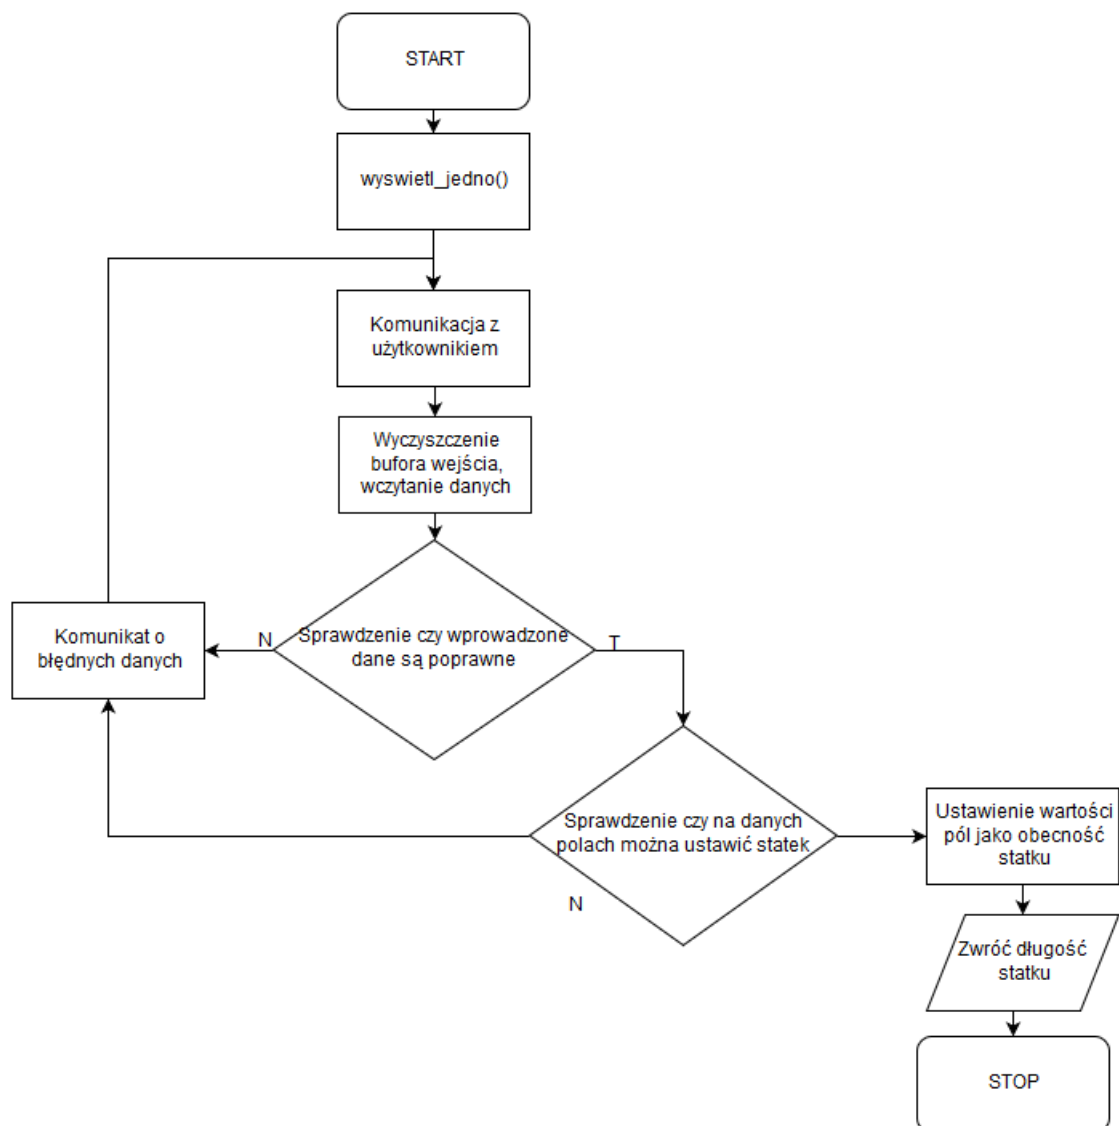 START
wyswietl_jedno()
Komunikacja z
użytkownikiem
Wyczyszczenie
bufora wejścia,
wczytanie danych
Sprawdzenie czy wprowadzone
dane są poprawne
N
T
Komunikat o
błędnych danych
Sprawdzenie czy na danych
polach można ustawić statek
N
Ustawienie wartości
pól jako obecność
statku
Zwróć długość
statku
STOP